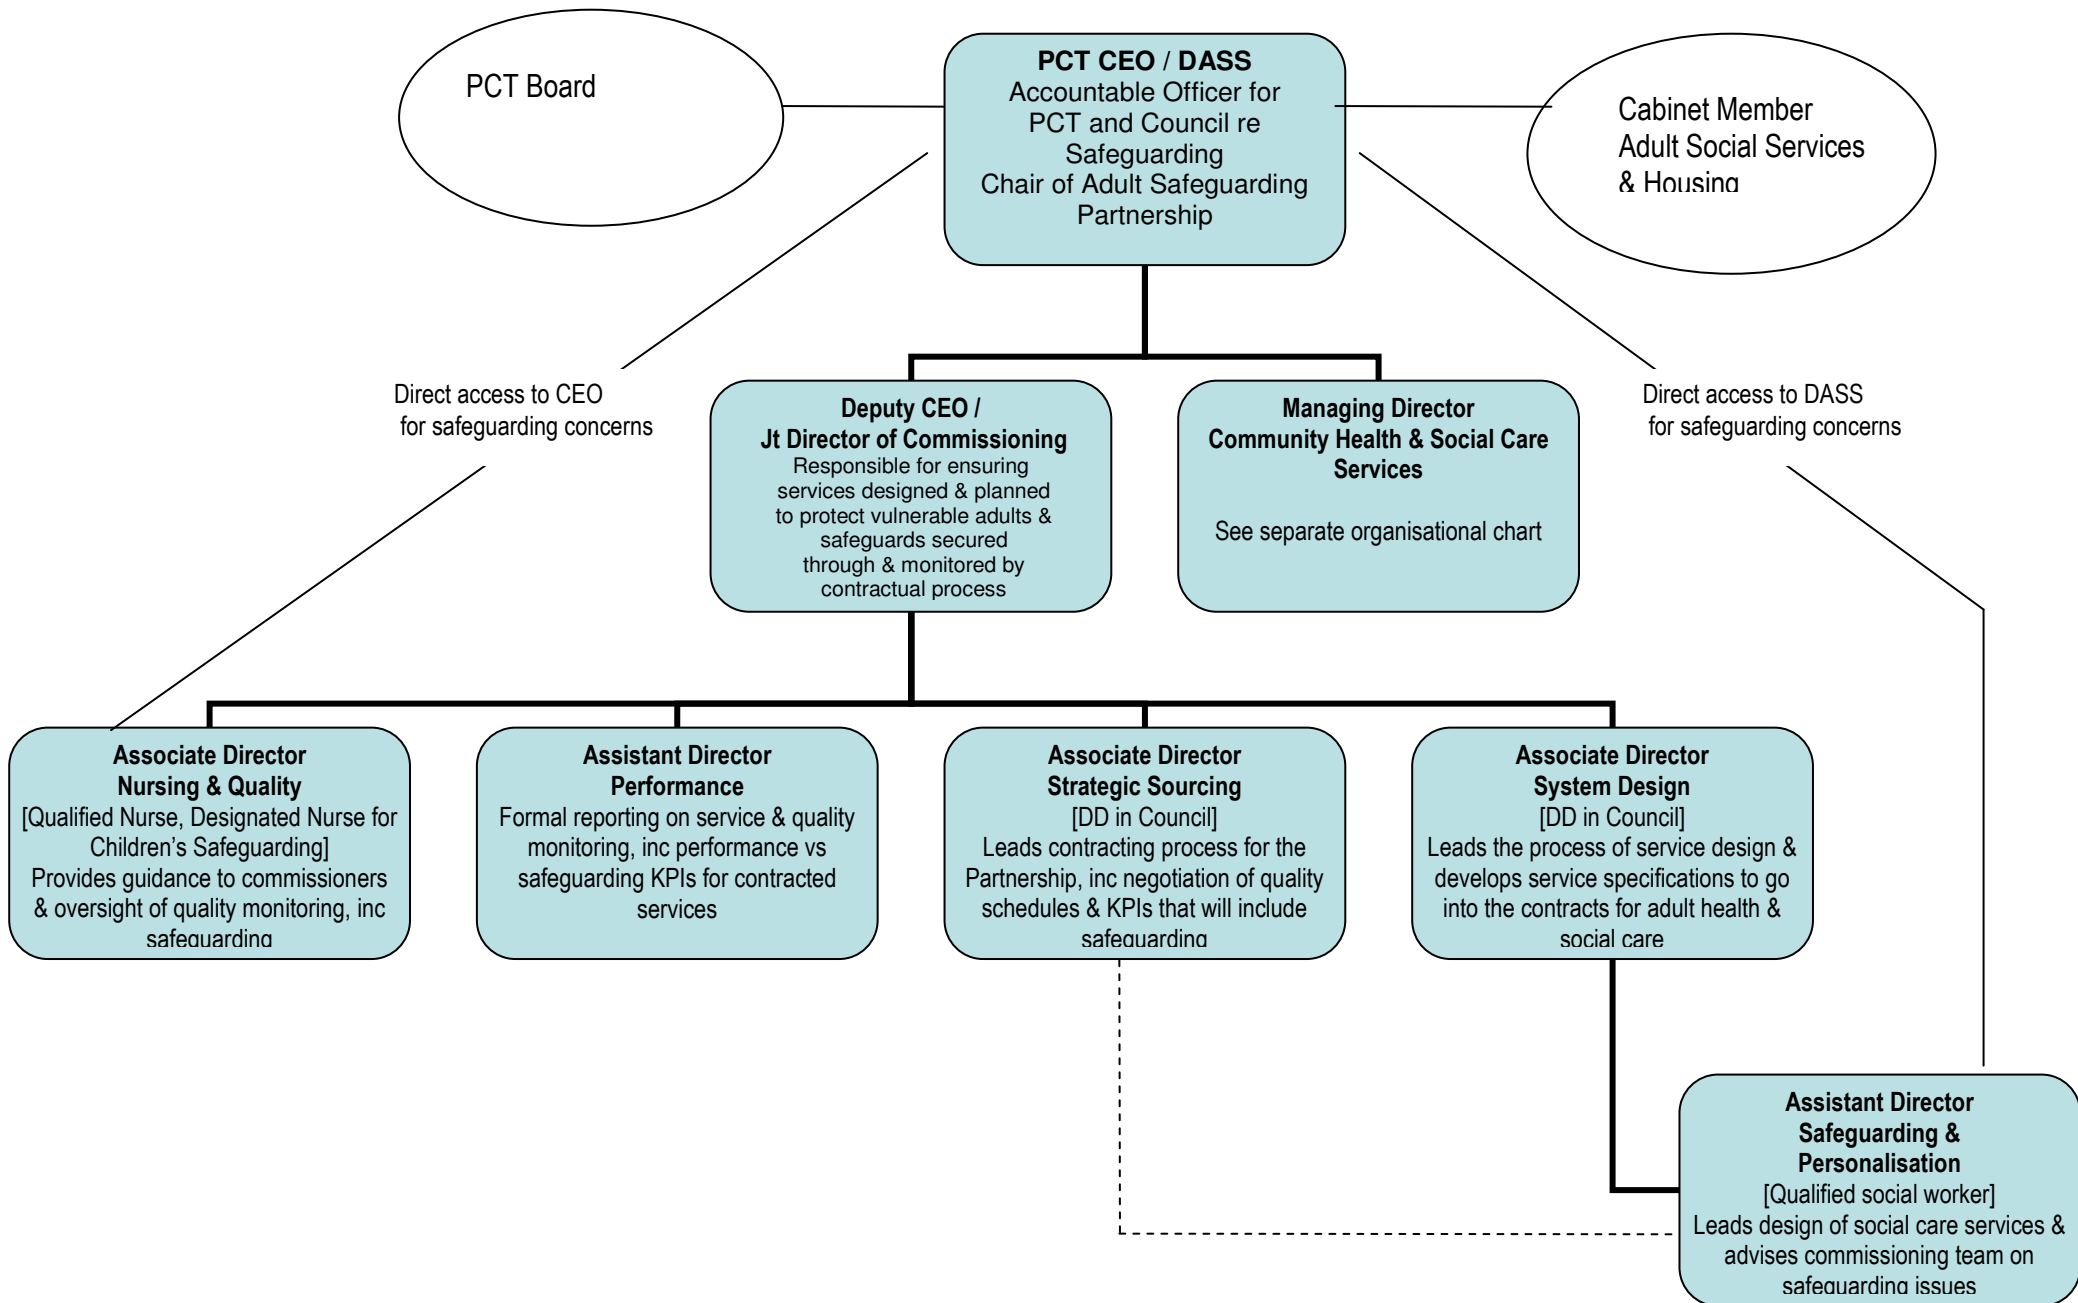 PCT Board
PCT CEO / DASS
Accountable Officer for
PCT and Council re
Safeguarding
Chair of Adult Safeguarding
Partnership
Cabinet Member
Adult Social Services
& Housing
Direct access to CEO
for safeguarding concerns
Deputy CEO /
Jt Director of Commissioning
Responsible for ensuring
services designed & planned
to protect vulnerable adults &
safeguards secured
through & monitored by
contractual process
Managing Director
Community Health & Social Care
Services
See separate organisational chart
Direct access to DASS
for safeguarding concerns
Associate Director
Nursing & Quality
[Qualified Nurse, Designated Nurse for
Children's Safeguarding]
Provides guidance to commissioners
& oversight of quality monitoring, inc
safeguarding
Assistant Director
Performance
Formal reporting on service & quality
monitoring, inc performance vs
safeguarding KPIs for contracted
services
Associate Director
Strategic Sourcing
[DD in Council]
Leads contracting process for the
Partnership, inc negotiation of quality
schedules & KPIs that will include
safeguarding
Associate Director
System Design
[DD in Council]
Leads the process of service design &
develops service specifications to go
into the contracts for adult health &
social care
Assistant Director
Safeguarding &
Personalisation
[Qualified social worker]
Leads design of social care services &
advises commissioning team on
safeguarding issues